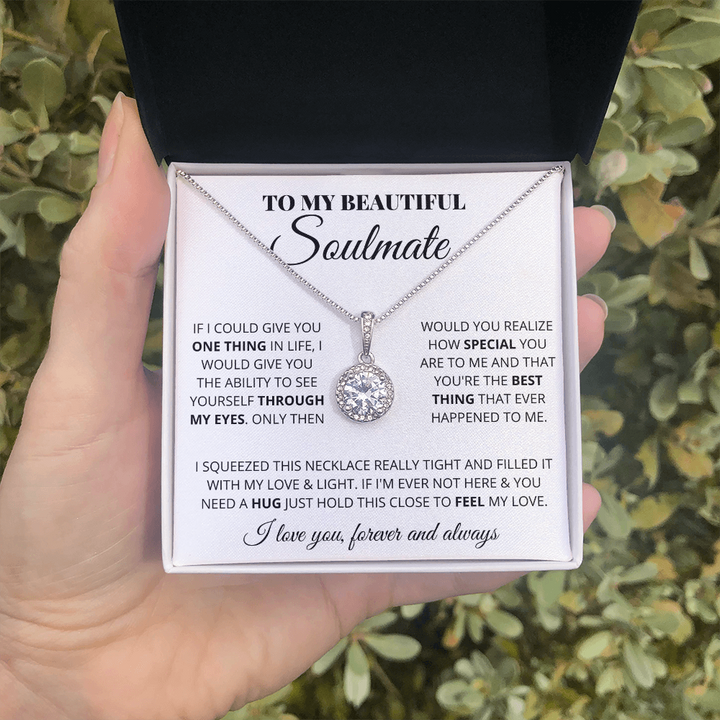 TO MY BEAUTIFUL
Soulmate
IF I COULD GIVE YOU
ONE THING IN LIFE, I
WOULD GIVE YOU
THE ABILITY TO SEE
YOURSELF THROUGH
MY EYES. ONLY THEN
WOULD YOU REALIZE
HOW SPECIAL YOU
ARE TO ME AND THAT
YOU'RE THE BEST
THING THAT EVER
HAPPENED TO ME.
I SQUEEZED THIS NECKLACE REALLY TIGHT AND FILLED IT
WITH MY LOVE & LIGHT. IF I'M EVER NOT HERE & YOU
NEED A HUG JUST HOLD THIS CLOSE TO FEEL MY LOVE.
I love you, forever and always